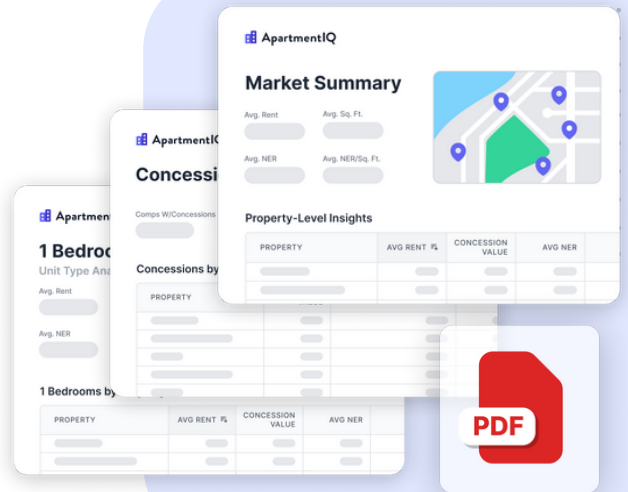 ApartmentIQ
Market Summary
Avg. Rent
Avg. Sq. Ft.
Avg. NER
Avg. NER/Sq. Ft.
Property-Level Insights
PROPERTY
AVG RENT
CONCESSION
VALUE
AVG NER
ApartmentIQ
Concessi
Comps W/Concessions
Concessions by
PROPERTY
Apartmen
1 Bedroo
Unit Type Ana
Avg. Rent
Avg. NER
1 Bedrooms by
PROPERTY
AVG RENT
CONCESSION
VALUE
AVG NER
PDF